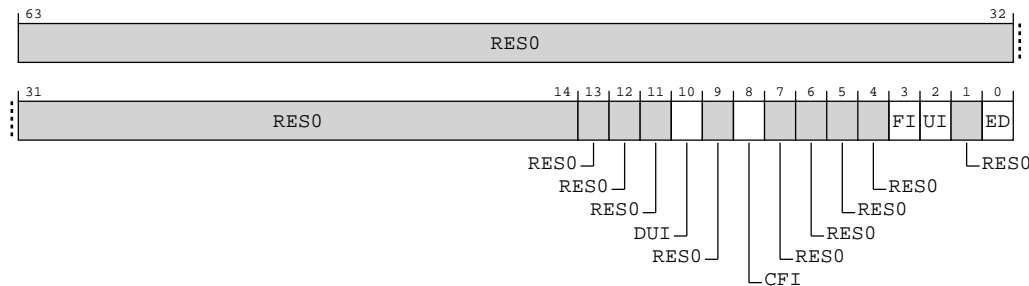 63 32
RES0
31 14 13 12 11 10 9 8 7 6 5 4 3 2 1 0
RES0 FI UI ED
RES0 RES0
RES0 RES0
RES0 RES0
DUI RES0
RES0 RES0
CFI